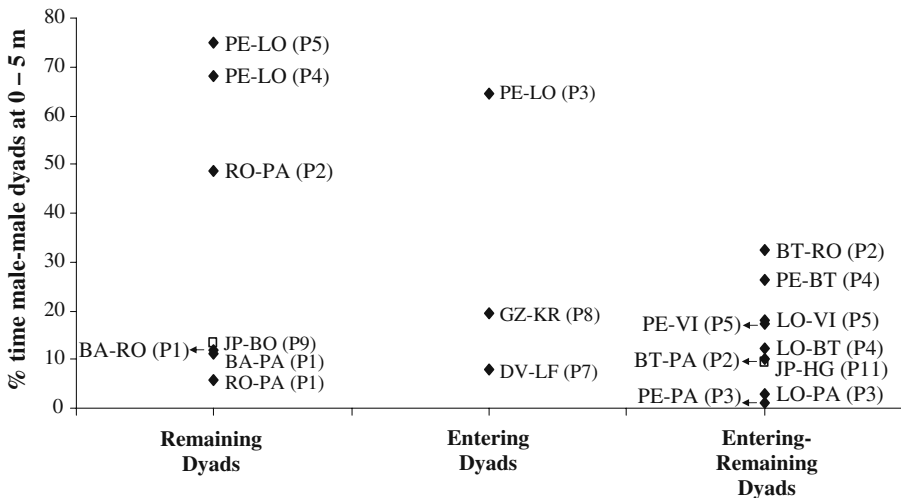 % time male-male dyads at 0 – 5 m
80
70
60
50
40
30
20
10
0
PE-LO (P5)
PE-LO (P4)
RO-PA (P2)
BA-RO (P1)
JP-BO (P9)
BA-PA (P1)
RO-PA (P1)
PE-LO (P3)
GZ-KR (P8)
DV-LF (P7)
BT-RO (P2)
PE-BT (P4)
PE-VI (P5)
LO-VI (P5)
LO-BT (P4)
BT-PA (P2)
JP-HG (P11)
PE-PA (P3)
LO-PA (P3)
Remaining
Dyads
Entering
Dyads
Entering-
Remaining
Dyads